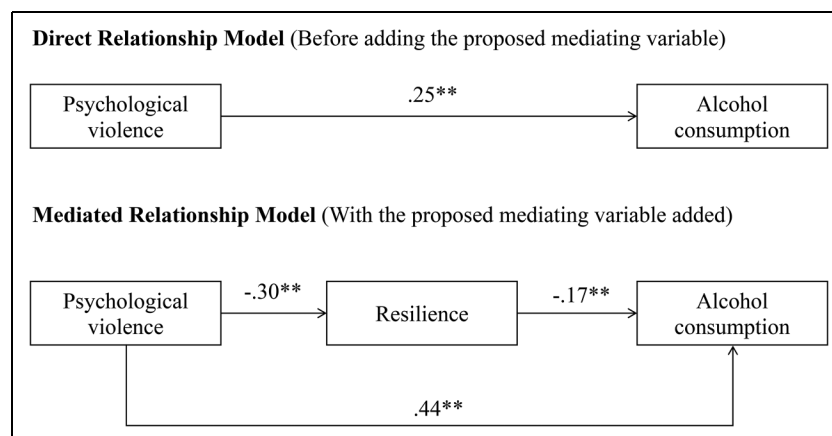 Direct Relationship Model (Before adding the proposed mediating variable)
.25**
Psychological
violence
Alcohol
consumption
Mediated Relationship Model (With the proposed mediating variable added)
Psychological
violence
-.30**
Resilience
-.17**
Alcohol
consumption
.44**